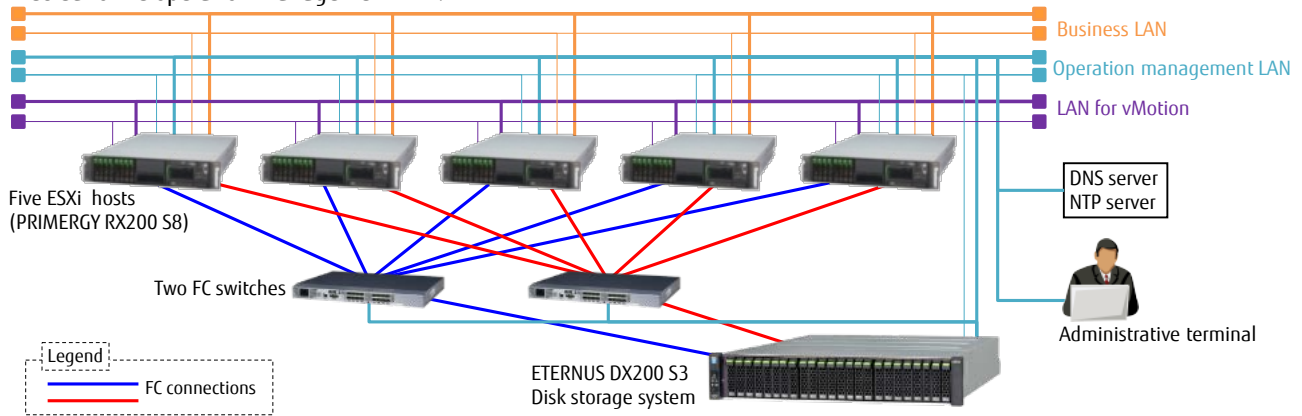 Business LAN
Operation management LAN
LAN for vMotion
Five ESXi hosts
(PRIMERGY RX200 S8)
DNS server
NTP server
Two FC switches
Administrative terminal
Legend
FC connections
ETERNUS DX200 S3
Disk storage system